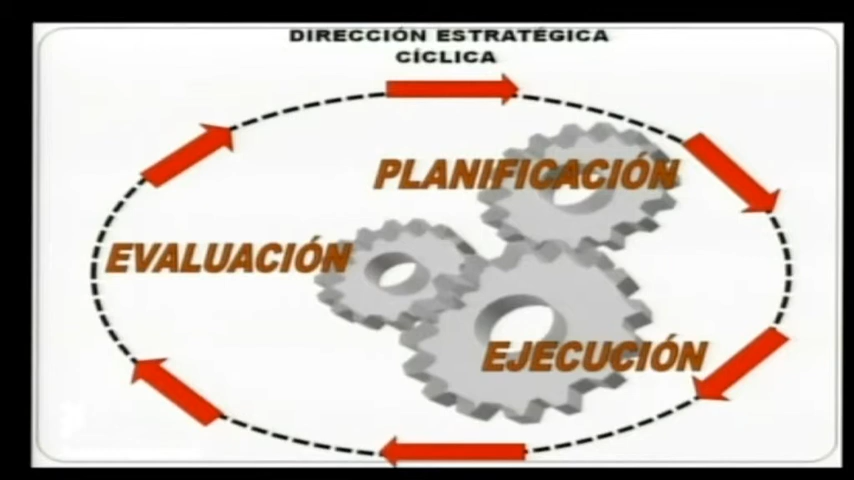 DIRECCIÓN ESTRATÉGICA
CÍCLICA
PLANIFICACIÓN
EVALUACIÓN
EJECUCIÓN